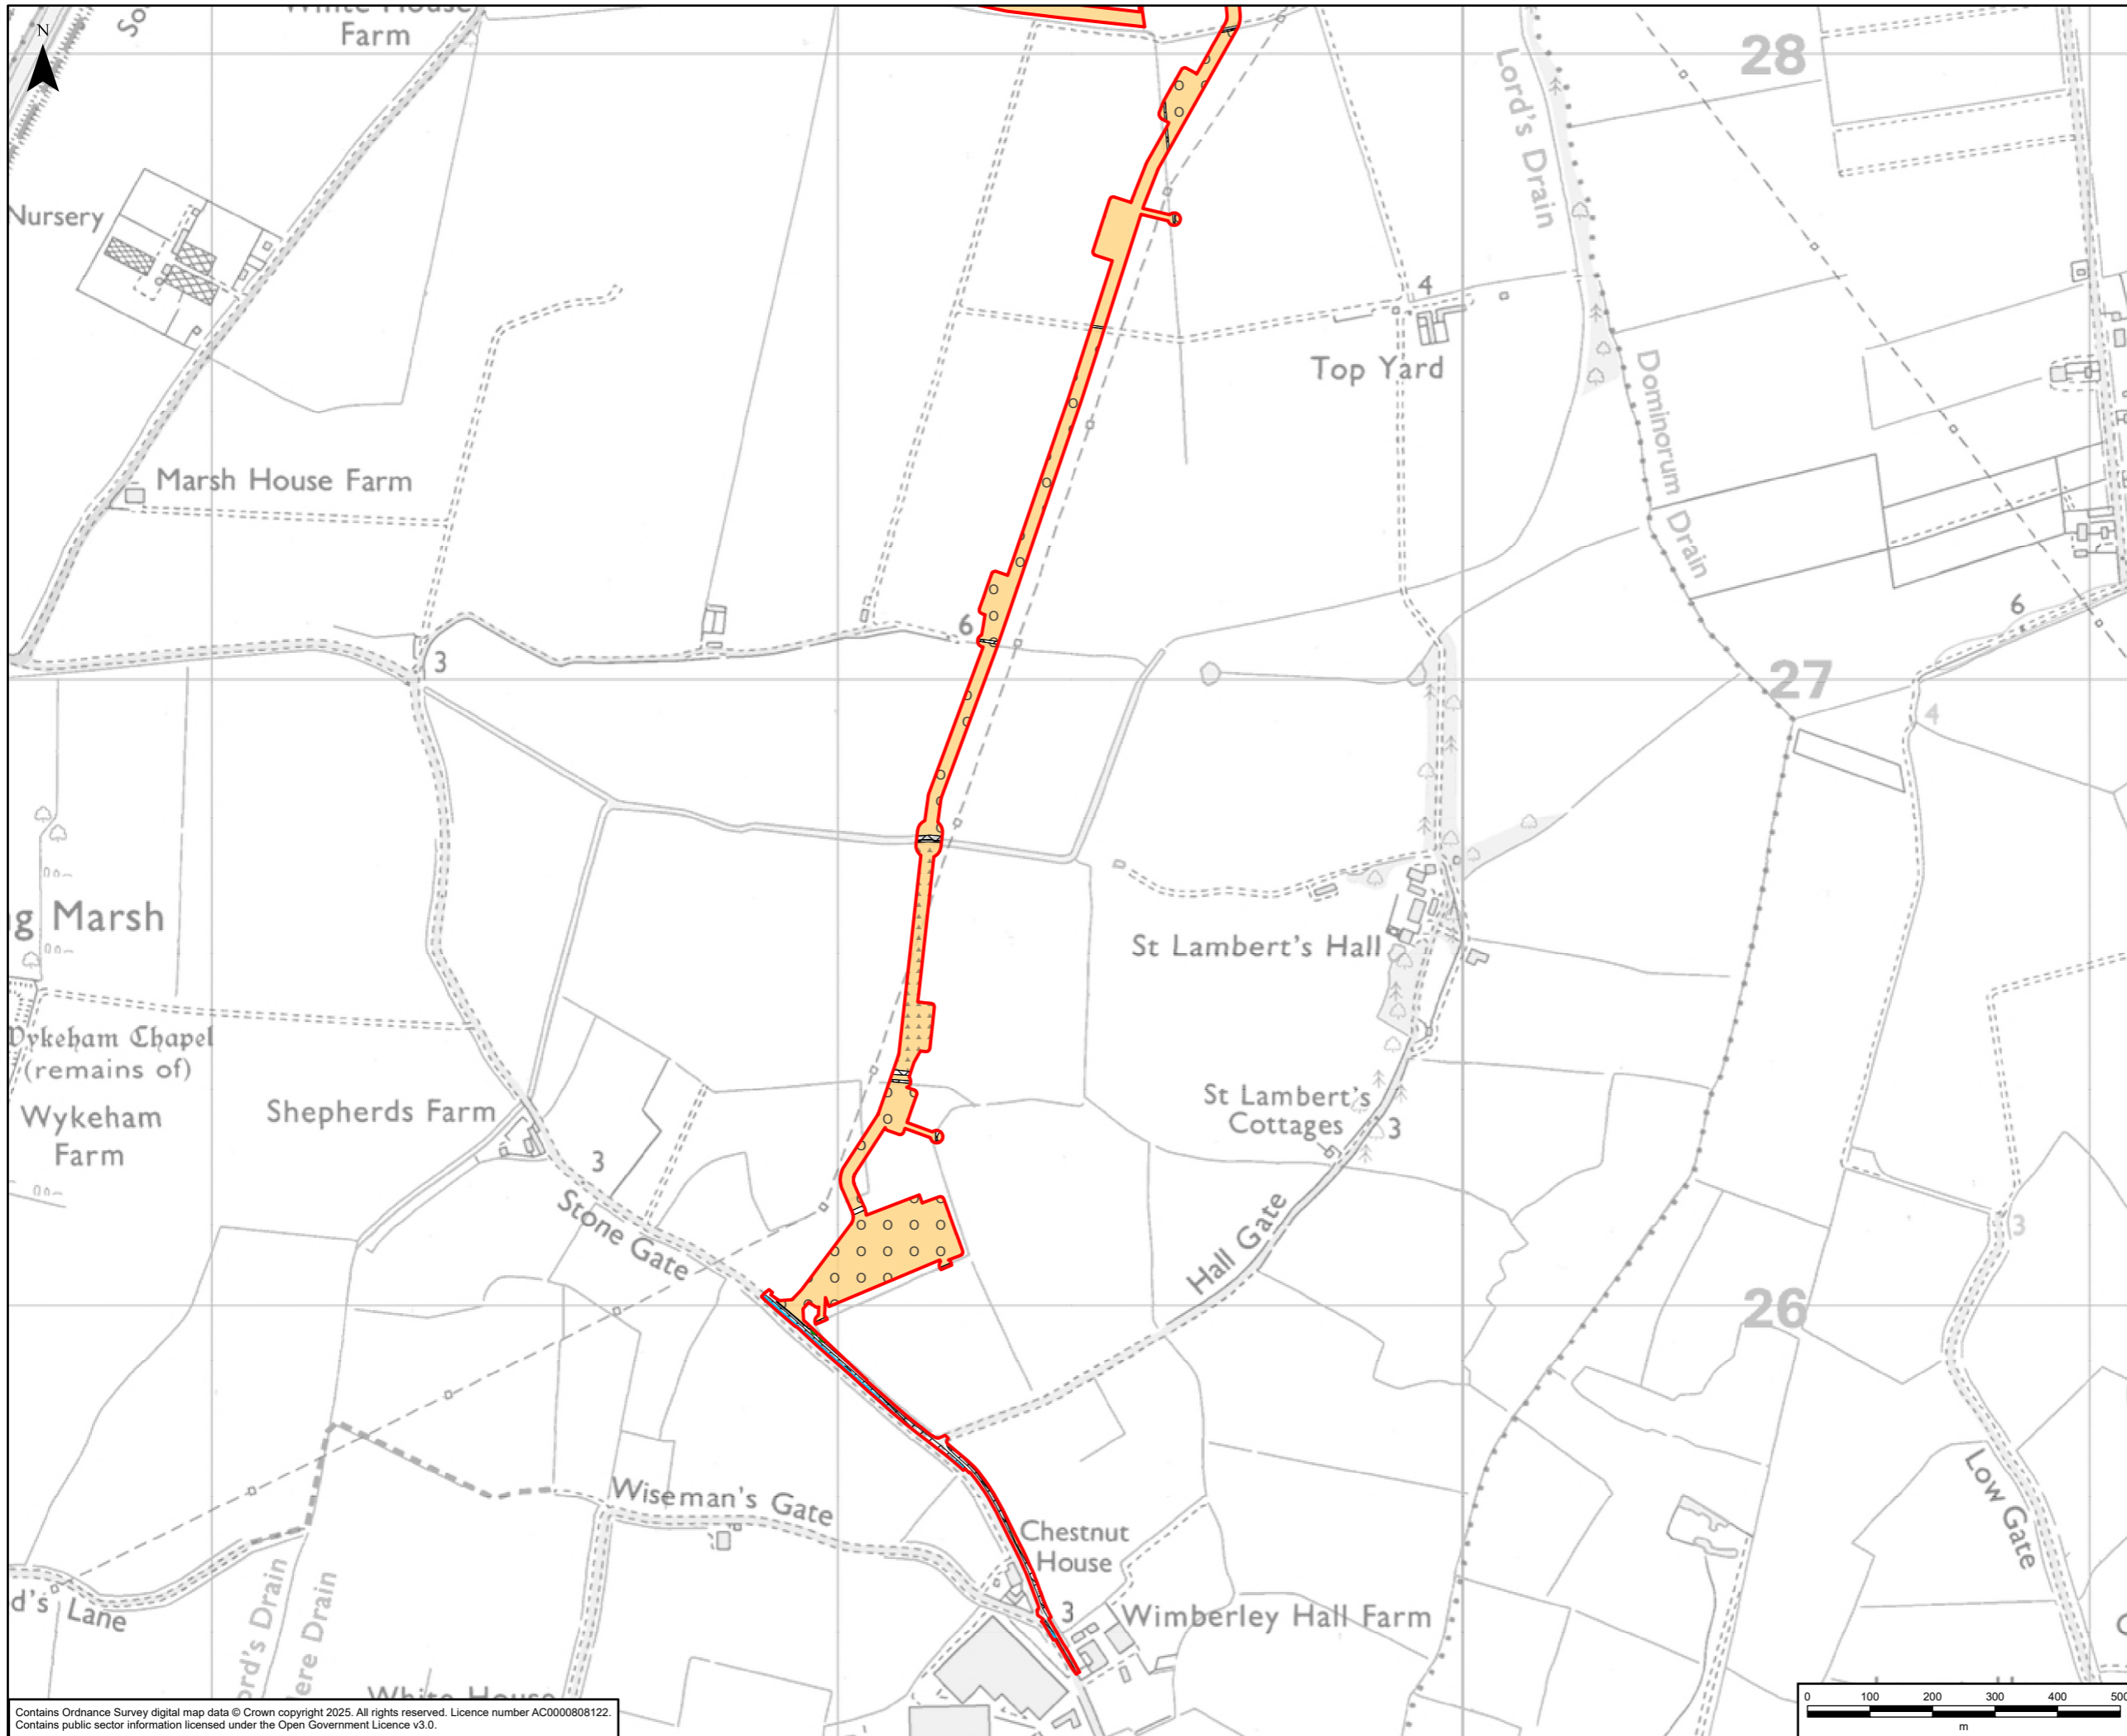 N
Farm
28
Lord's Drain
Nursery
4
Top Yard
Dominorum Drain
Marsh House Farm
6
6
3
27
4
g Marsh
St Lambert's Hall
Wykeham Chapel
(remains of)
Wykeham
Farm
Shepherds Farm
St Lambert's
Cottages
3
3
Stone Gate
Hall Gate
3
26
Wiseman's Gate
Low Gate
Chestnut
House
d's Lane
ord's Drain
ere Drain
3
Wimberley Hall Farm
White House
0 100 200 300 400 500
m
Contains Ordnance Survey digital map data © Crown copyright 2025. All rights reserved. Licence number AC0000808122.
Contains public sector information licensed under the Open Government Licence v3.0.